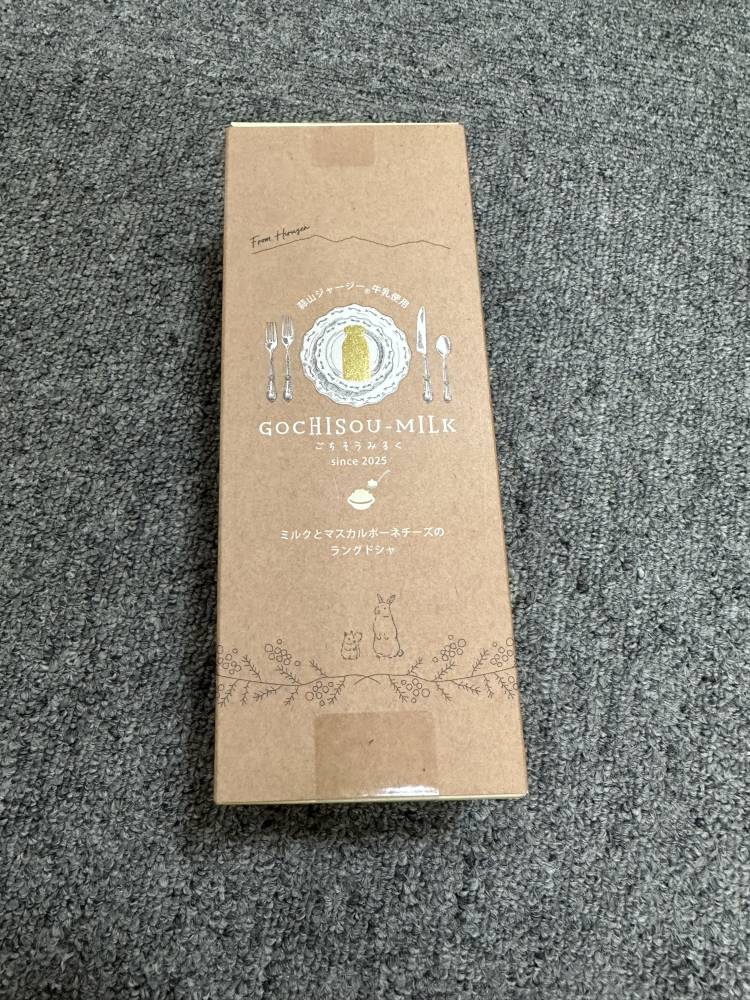 From Hiruzen
蒜山ジャージー®牛乳使用
GOCHISOU-MILK
ごちそうみるく
since 2025
ミルクとマスカルポーネチーズの
ラングドシャ